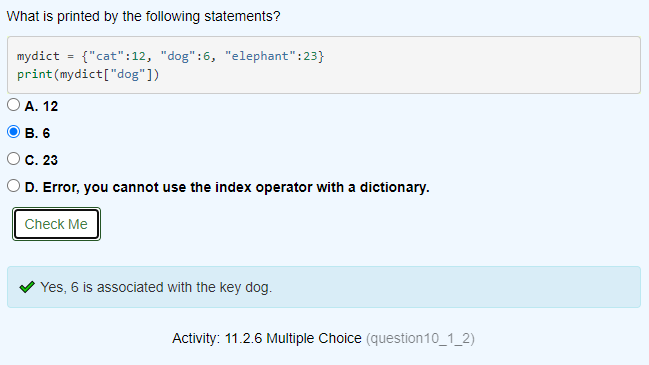 What is printed by the following statements?
mydict = {"cat":12, "dog":6, "elephant":23}
print(mydict["dog"])
A. 12
B. 6
C. 23
D. Error, you cannot use the index operator with a dictionary.
Check Me
Yes, 6 is associated with the key dog.
Activity: 11.2.6 Multiple Choice (question10_1_2)